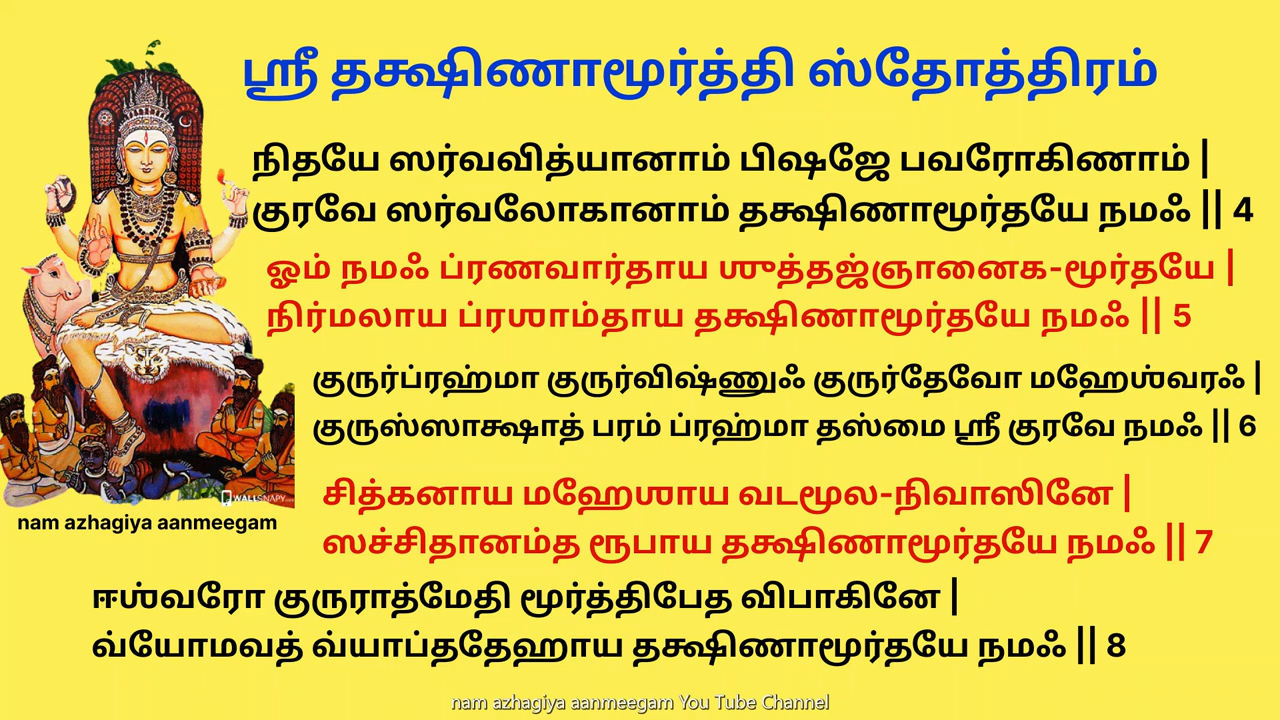 ஸ்ரீ தக்ஷிணாமூர்த்தி ஸ்தோத்திரம்
நிதயே ஸர்வவித்யானாம் பிஷஜே பவரோகிணாம் |
குரவே ஸர்வலோகானாம் தக்ஷிணாமூர்தயே நமஃ || 4
ஓம் நமஃ ப்ரணவார்தாய ஶுத்தஜ்ஞானைக-மூர்தயே |
நிர்மலாய ப்ரஶாம்தாய தக்ஷிணாமூர்தயே நமஃ || 5
குருர்ப்ரஹ்மா குருர்விஷ்ணுஃ குருர்தேவோ மஹேஶ்வரஃ |
குருஸ்ஸாக்ஷாத் பரம் ப்ரஹ்மா தஸ்மை ஸ்ரீ குரவே நமஃ || 6
WALLSNAPY
nam azhagiya aanmeegam
சித்கனாய மஹேஶாய வடமூல-நிவாஸினே |
ஸச்சிதானம்த ரூபாய தக்ஷிணாமூர்தயே நமஃ || 7
ஈஶ்வரோ குருராத்மேதி மூர்த்திபேத விபாகினே |
வ்யோமவத் வ்யாப்ததேஹாய தக்ஷிணாமூர்தயே நமஃ || 8
nam azhagiya aanmeegam You Tube Channel